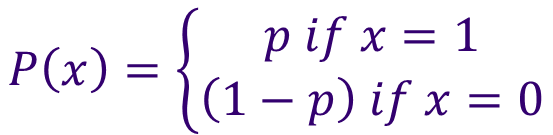 P(x) = { p if x = 1
(1 − p) if x = 0